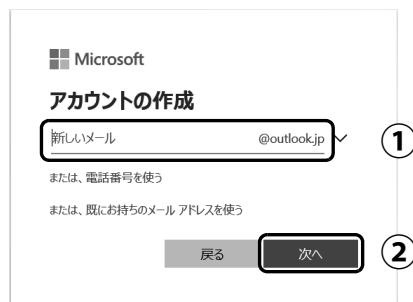 Microsoft
アカウントの作成
新しいメール @outlook.jp ①
または、電話番号を使う
または、既にお持ちのメール アドレスを使う
戻る 次へ ②